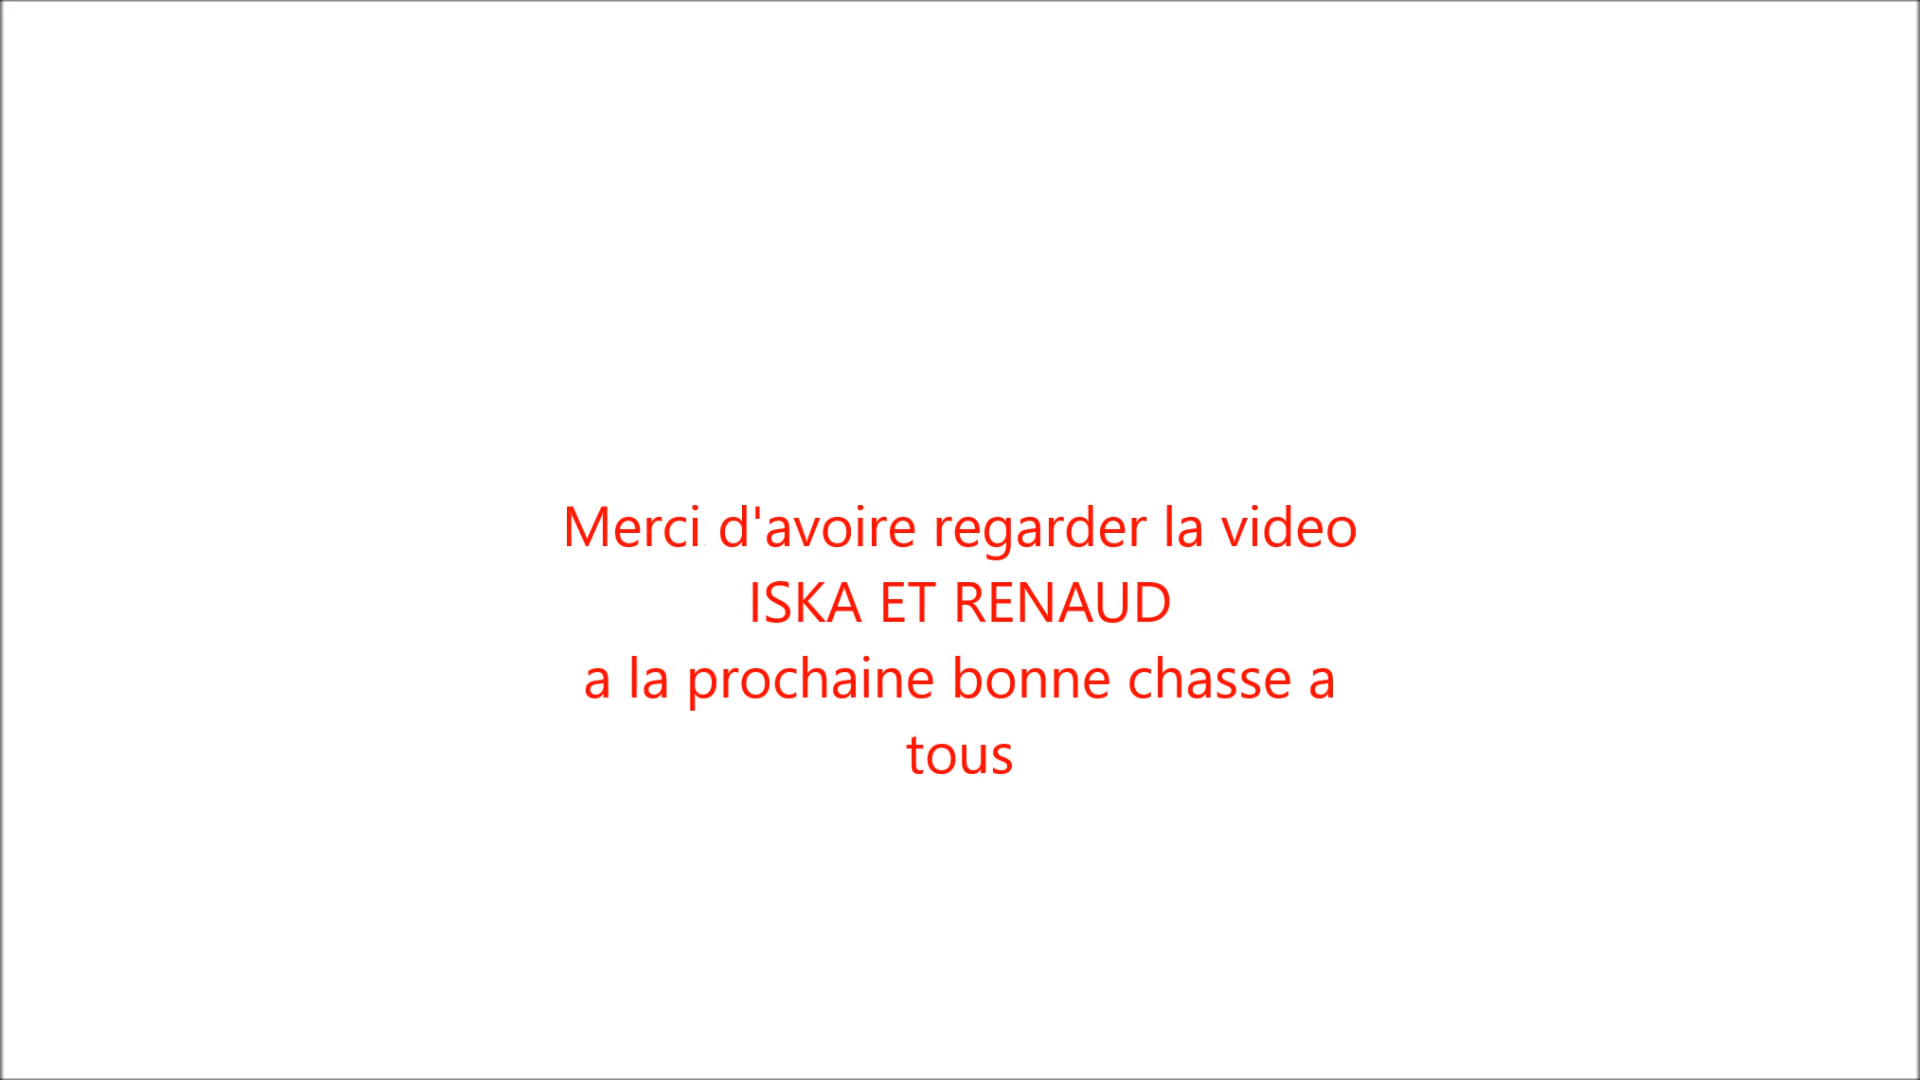 Merci d'avoire regarder la video
ISKA ET RENAUD
a la prochaine bonne chasse a
tous